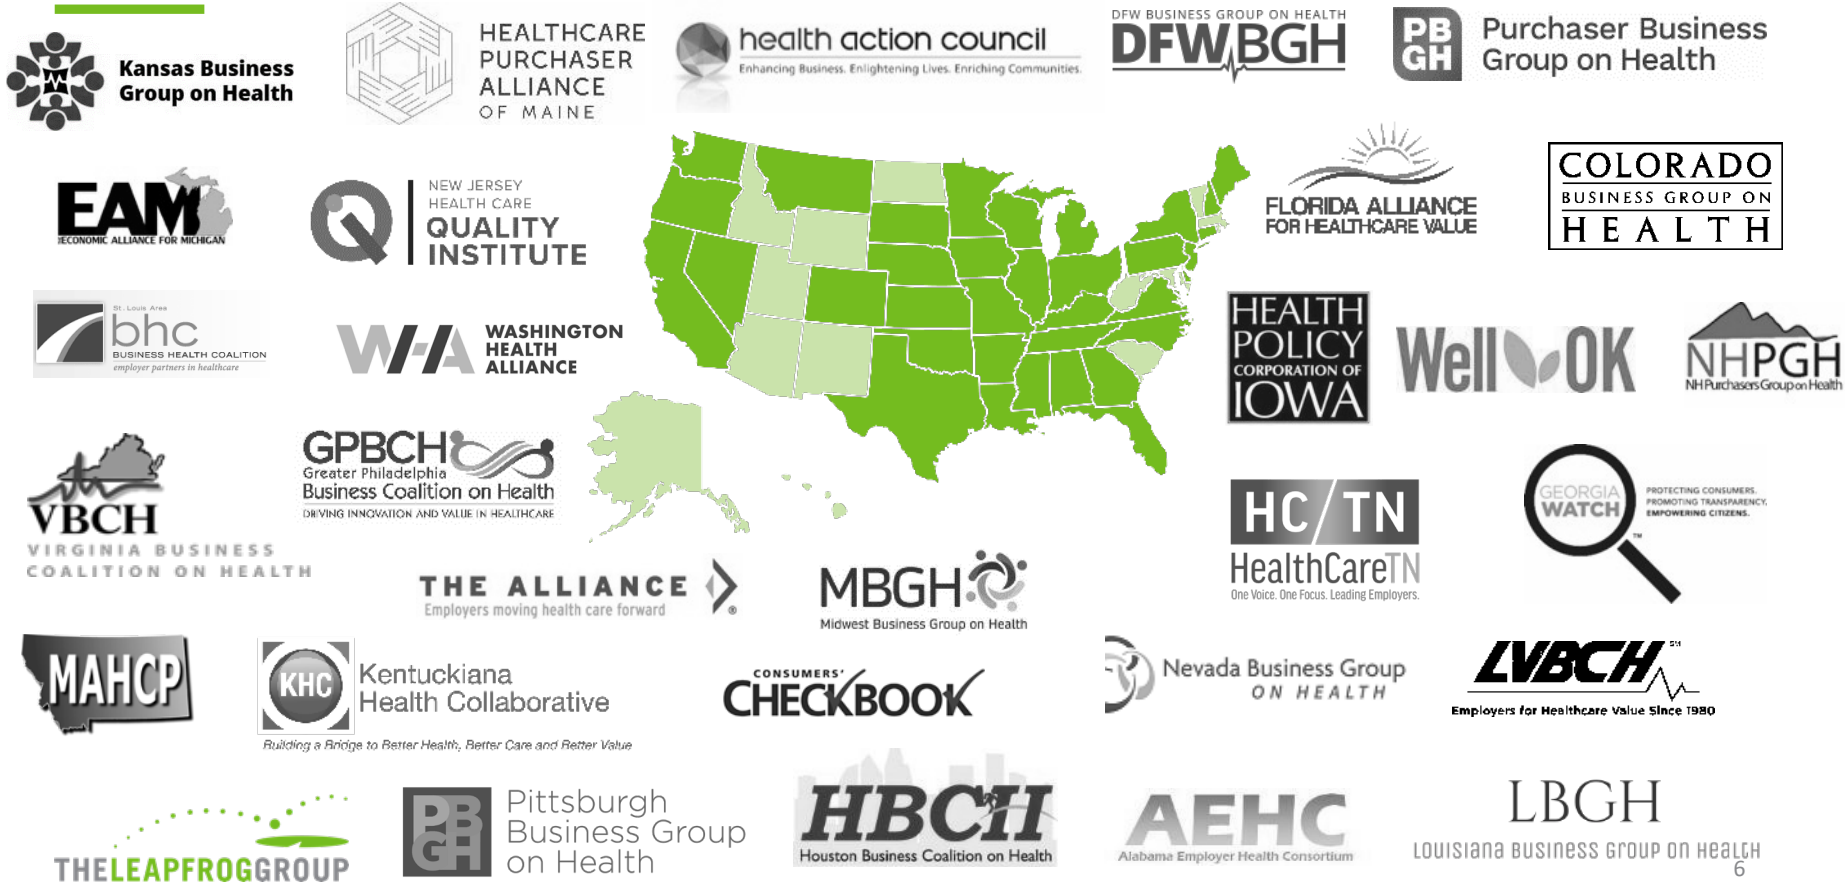 Kansas Business
Group on Health
HEALTHCARE
PURCHASER
ALLIANCE
OF MAINE
health action council
Enhancing Business. Enlightening Lives. Enriching Communities.
DFW BUSINESS GROUP ON HEALTH
DFWBGH
PB
GH
Purchaser Business
Group on Health
EAM
ECONOMIC ALLIANCE FOR MICHIGAN
NEW JERSEY
HEALTH CARE
QUALITY
INSTITUTE
FLORIDA ALLIANCE
FOR HEALTHCARE VALUE
COLORADO
BUSINESS GROUP ON
HEALTH
St. Louis Area
bhc
BUSINESS HEALTH COALITION
employer partners in healthcare
WHA
WASHINGTON
HEALTH
ALLIANCE
HEALTH
POLICY
CORPORATION OF
IOWA
Well OK
NHPGH
NH Purchasers Group on Health
VBCH
VIRGINIA BUSINESS
COALITION ON HEALTH
GPBCH
Greater Philadelphia
Business Coalition on Health
DRIVING INNOVATION AND VALUE IN HEALTHCARE
HC/TN
HealthCareTN
One Voice. One Focus. Leading Employers.
GEORGIA
WATCH
PROTECTING CONSUMERS.
PROMOTING TRANSPARENCY.
EMPOWERING CITIZENS.
TM
THE ALLIANCE
Employers moving health care forward
MBGH
Midwest Business Group on Health
MAHCP
KHC
Kentuckiana
Health Collaborative
Building a Bridge to Better Health, Better Care and Better Value
CONSUMERS'
CHECKBOOK
Nevada Business Group
ON HEALTH
LVBCH
SM
Employers for Healthcare Value Since 1980
THELEAPFROGGROUP
PB
GH
Pittsburgh
Business Group
on Health
HBCH
Houston Business Coalition on Health
AEHC
Alabama Employer Health Consortium
LBGH
Louisiana Business Group on Health
6